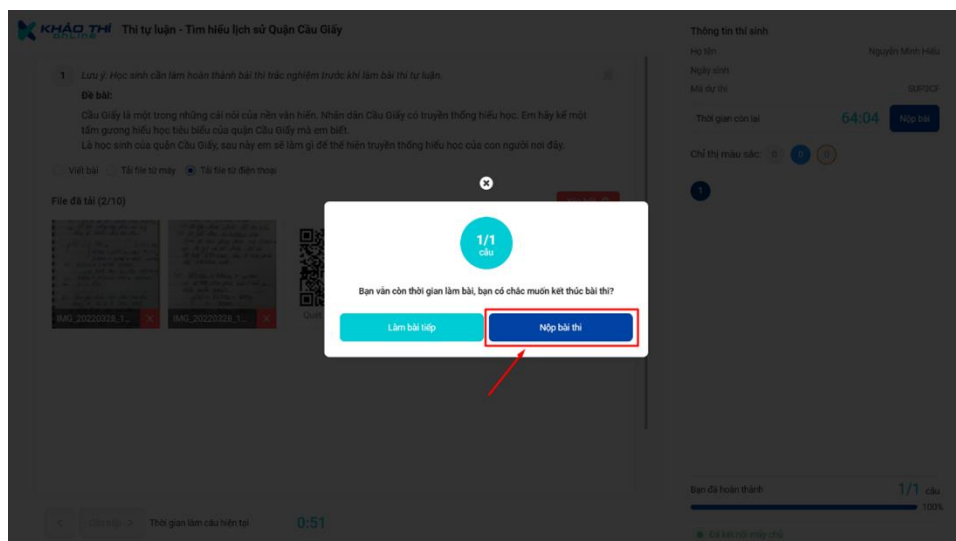 KHẢO THÍ
ONLINE
Thi tự luận - Tìm hiểu lịch sử Quận Cầu Giấy
1
Lưu ý: Học sinh cần làm hoàn thành bài thi trắc nghiệm trước khi làm bài thi tự luận.
Đề bài:
Cầu Giấy là một trong những cái nôi của nền văn hiến. Nhân dân Cầu Giấy có truyền thống hiếu học. Em hãy kể một
tấm gương hiếu học tiêu biểu của quận Cầu Giấy mà em biết.
Là học sinh của quận Cầu Giấy, sau này em sẽ làm gì để thể hiện truyền thống hiếu học của con người nơi đây.
Viết bài Tải file từ máy Tải file từ điện thoại
File đã tải (2/10)
IMG_20220328_1...
IMG_20220328_1...
Quét
1/1
câu
Bạn vẫn còn thời gian làm bài, bạn có chắc muốn kết thúc bài thi?
Làm bài tiếp
Nộp bài thi
Thời gian làm câu hiện tại
0:51
Thông tin thí sinh
Họ tên Nguyễn Minh Hiếu
Ngày sinh
Mã dự thi
Thời gian còn lại 64:04 Nộp bài
Chỉ thị màu sắc: 0 0 0
1
Bạn đã hoàn thành 1/1 câu
100%
Đã kết nối máy chủ